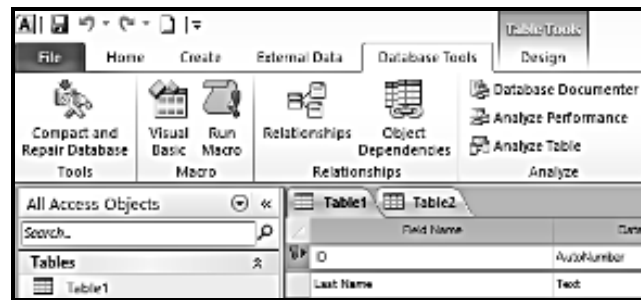 A
Table Tools
File Home Create External Data Database Tools Design
Compact and Repair Database
Visual Basic
Run Macro
Relationships
Object Dependencies
Database Documenter
Analyze Performance
Analyze Table
Tools Macro Relationships Analyze
All Access Objects « Table1 Table2
Search.. Field Name Data
ID AutoNumber
Tables
Last Name Text
Table1